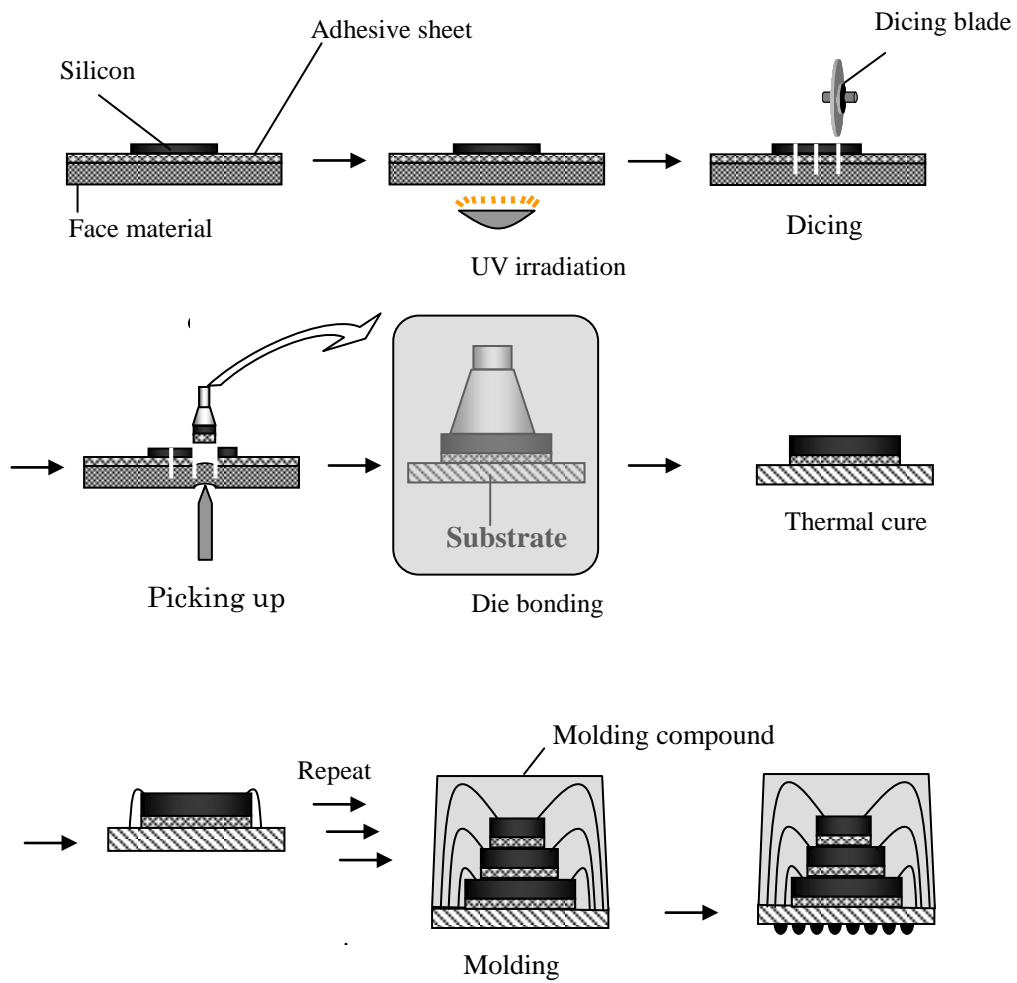 Dicing blade
Adhesive sheet
Silicon
Face material
Dicing
UV irradiation
Substrate
Thermal cure
Picking up
Die bonding
Molding compound
Repeat
Molding